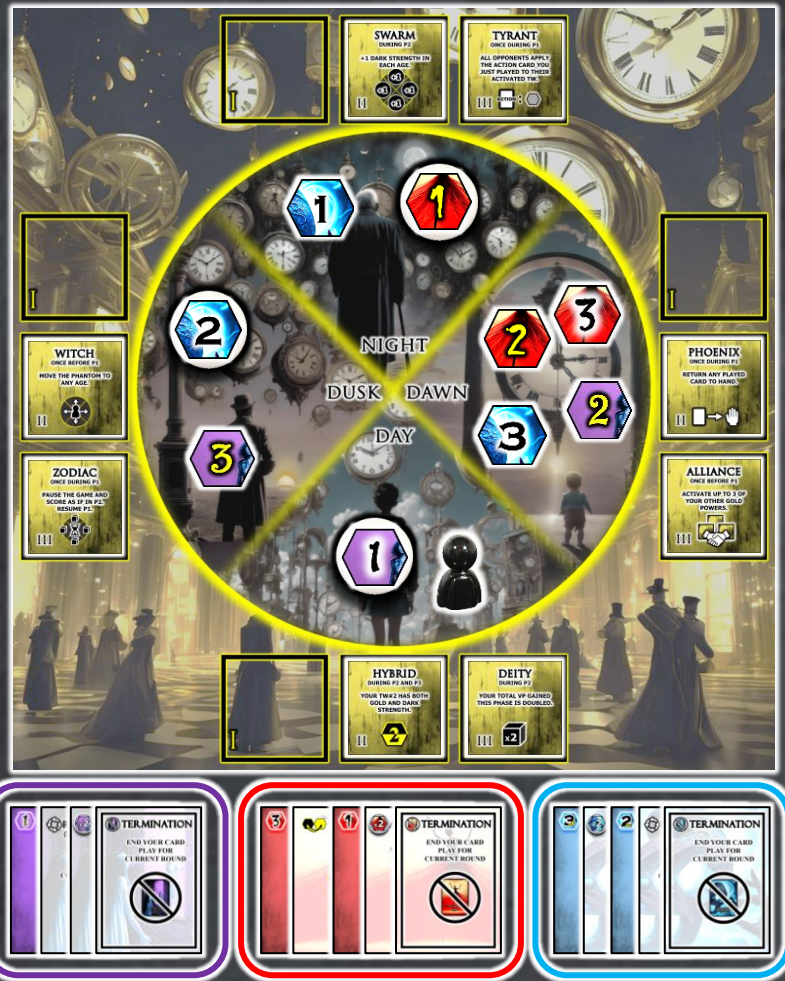 SWARM
DURING P2
+1 DARK STRENGTH IN
EACH AGE.
+1
+1
+1
+1
II
TYRANT
ONCE DURING P1
ALL OPPONENTS APPLY
THE ACTION CARD YOU
JUST PLAYED TO THEIR
ACTIVATED TW.
ACTION :
III
I
1
1
I
I
2
2
3
WITCH
ONCE BEFORE P1
MOVE THE PHANTOM TO
ANY AGE.
II
NIGHT
DUSK
DAWN
DAY
PHOENIX
ONCE DURING P1
RETURN ANY PLAYED
CARD TO HAND.
II
2
3
3
ZODIAC
ONCE DURING P1
PAUSE THE GAME AND
SCORE AS IF IN P2.
RESUME P1.
III
ALLIANCE
ONCE BEFORE P1
ACTIVATE UP TO 3 OF
YOUR OTHER GOLD
POWERS.
III
1
I
HYBRID
DURING P2 AND P3
YOUR TW#2 HAS BOTH
GOLD AND DARK
STRENGTH.
II
2
DEITY
DURING P2
YOUR TOTAL VP GAINED
THIS PHASE IS DOUBLED.
III
x2
1
2
TERMINATION
END YOUR CARD
PLAY FOR
CURRENT ROUND
3
1
2
TERMINATION
END YOUR CARD
PLAY FOR
CURRENT ROUND
3
2
2
TERMINATION
END YOUR CARD
PLAY FOR
CURRENT ROUND